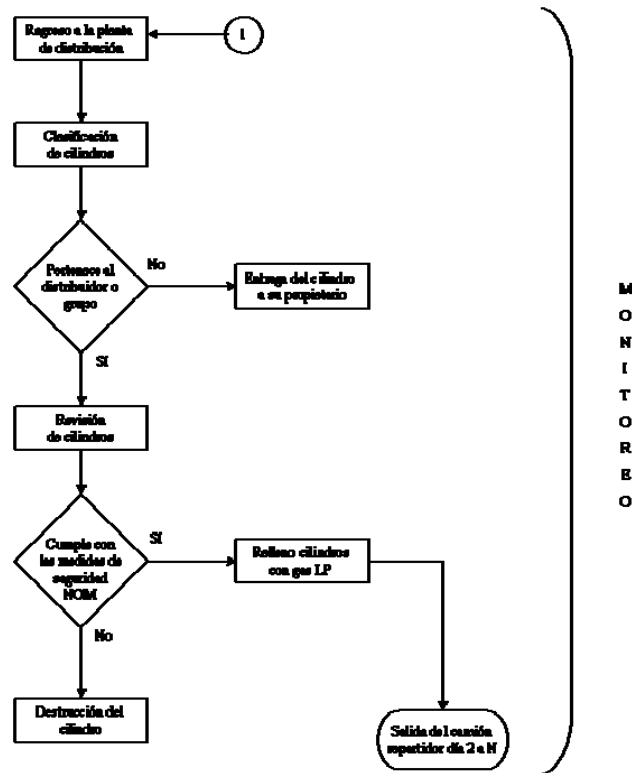 Regreso a la planta
de distribución
1
Clasificación
de cilindros
Pertenece al
distribuidor o
grupo
No
Entrega del cilindro
a su propietario
Sí
Revisión
de cilindros
Cumple con
las medidas de
seguridad
NOM
Sí
Relleno cilindros
con gas LP
No
Destrucción del
cilindro
Salida del camión
repartidor día 2 a N
M
O
N
I
T
O
R
E
O